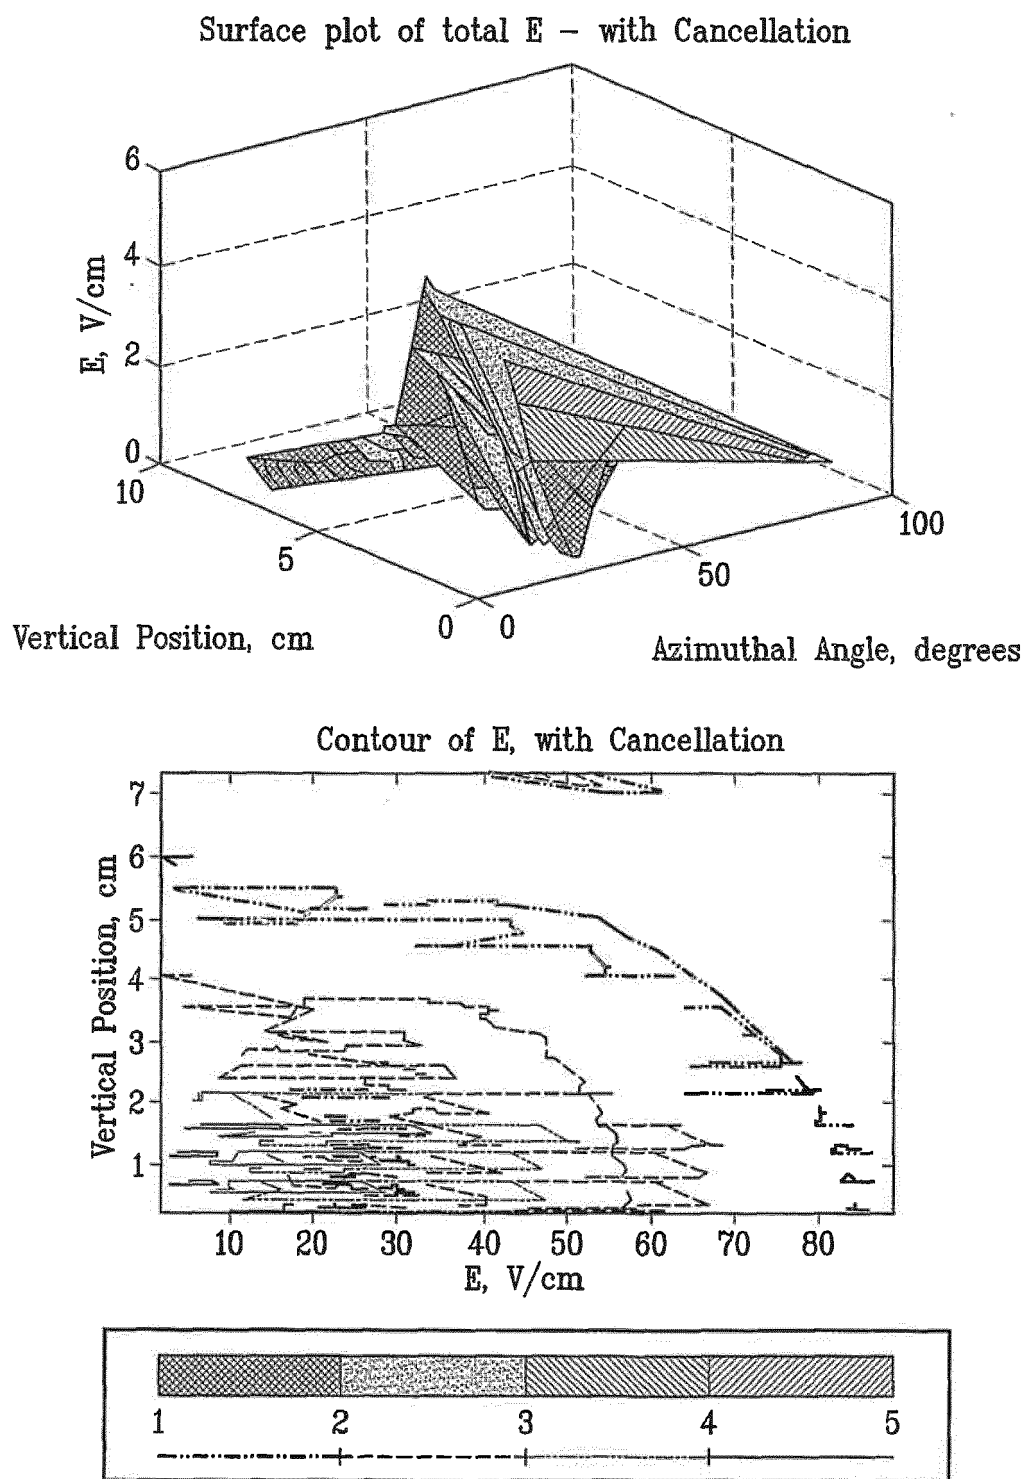 Surface plot of total E – with Cancellation
6
4
2
0
E, V/cm
10
5
0
0
50
100
Vertical Position, cm
Azimuthal Angle, degrees
Contour of E, with Cancellation
7
6
5
4
3
2
1
Vertical Position, cm
10 20 30 40 50 60 70 80
E, V/cm
1 2 3 4 5